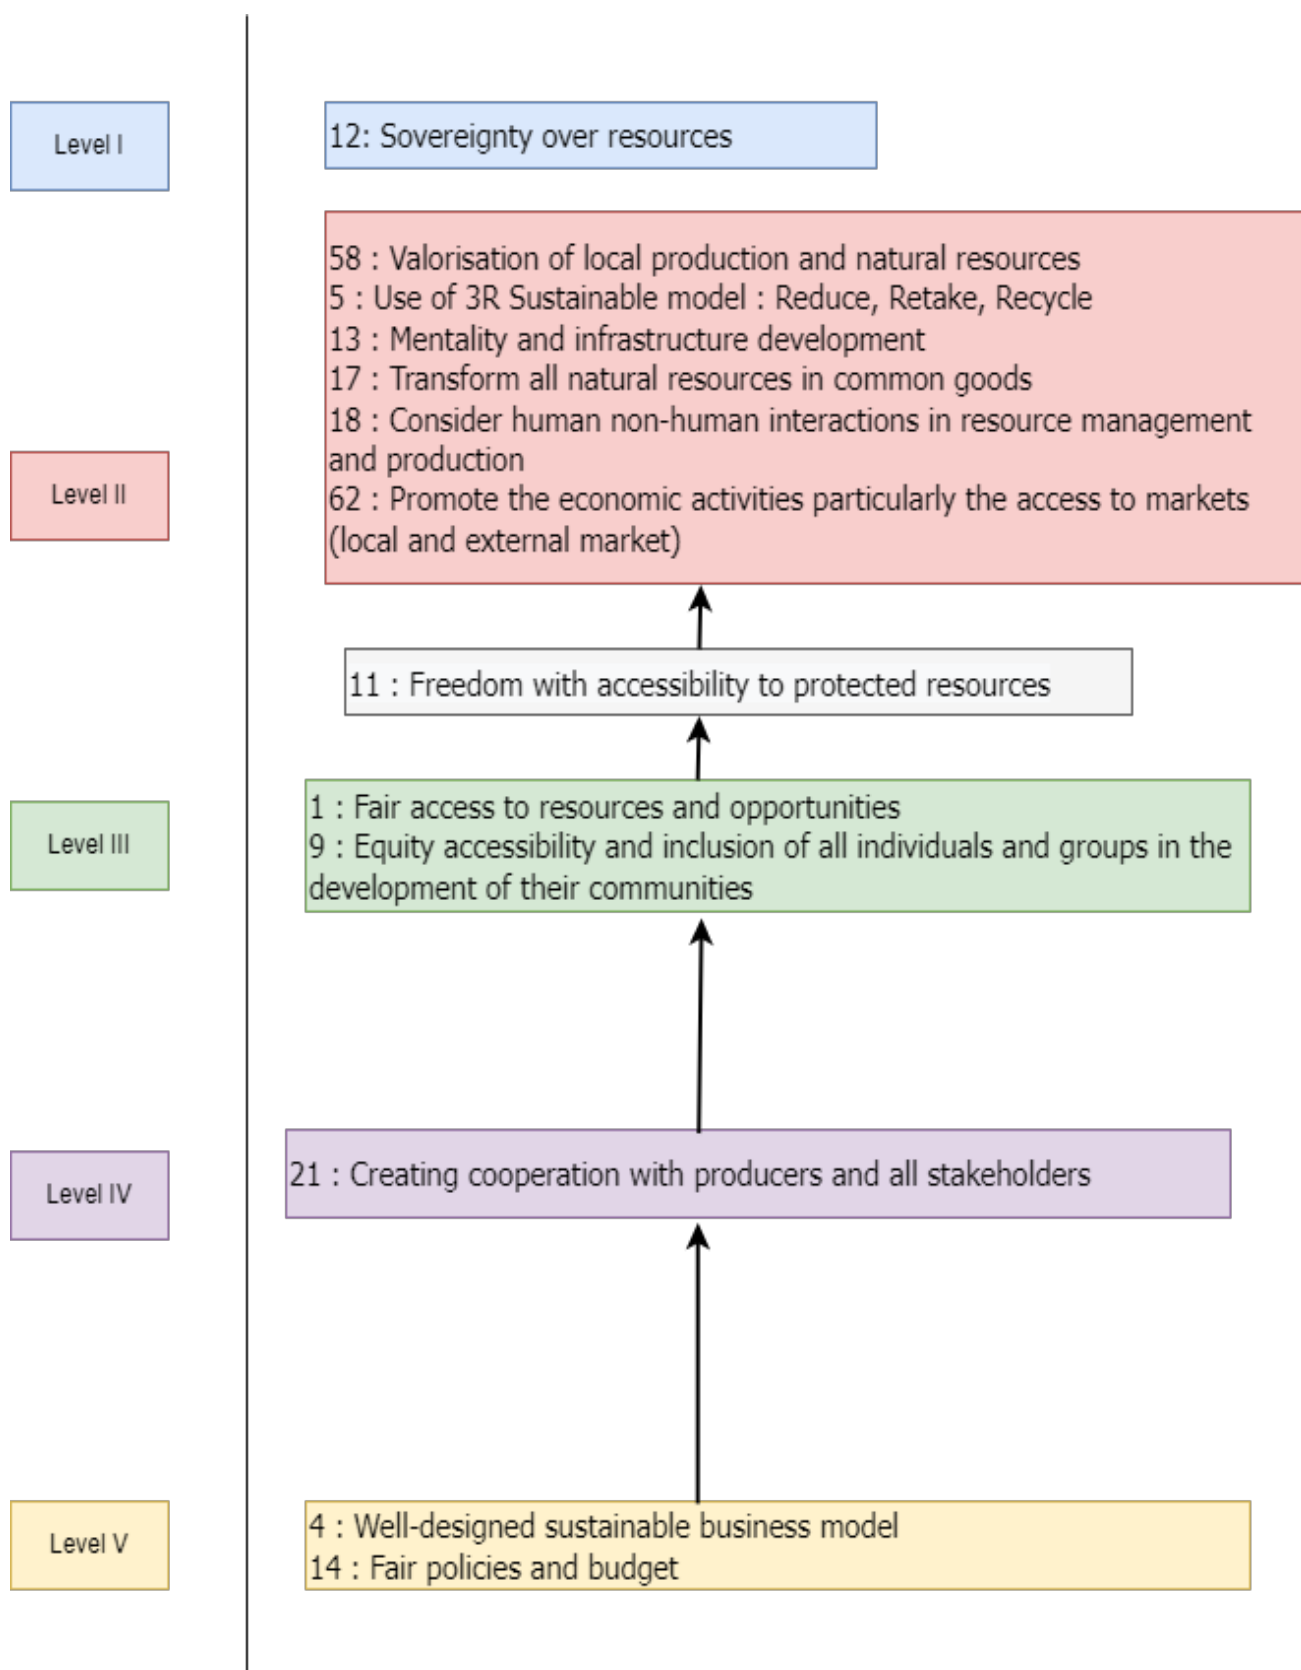 Level I
12: Sovereignty over resources
58 : Valorisation of local production and natural resources
5 : Use of 3R Sustainable model : Reduce, Retake, Recycle
13 : Mentality and infrastructure development
17 : Transform all natural resources in common goods
18 : Consider human non-human interactions in resource management
and production
62 : Promote the economic activities particularly the access to markets
(local and external market)
Level II
11 : Freedom with accessibility to protected resources
Level III
1 : Fair access to resources and opportunities
9 : Equity accessibility and inclusion of all individuals and groups in the
development of their communities
Level IV
21 : Creating cooperation with producers and all stakeholders
Level V
4 : Well-designed sustainable business model
14 : Fair policies and budget